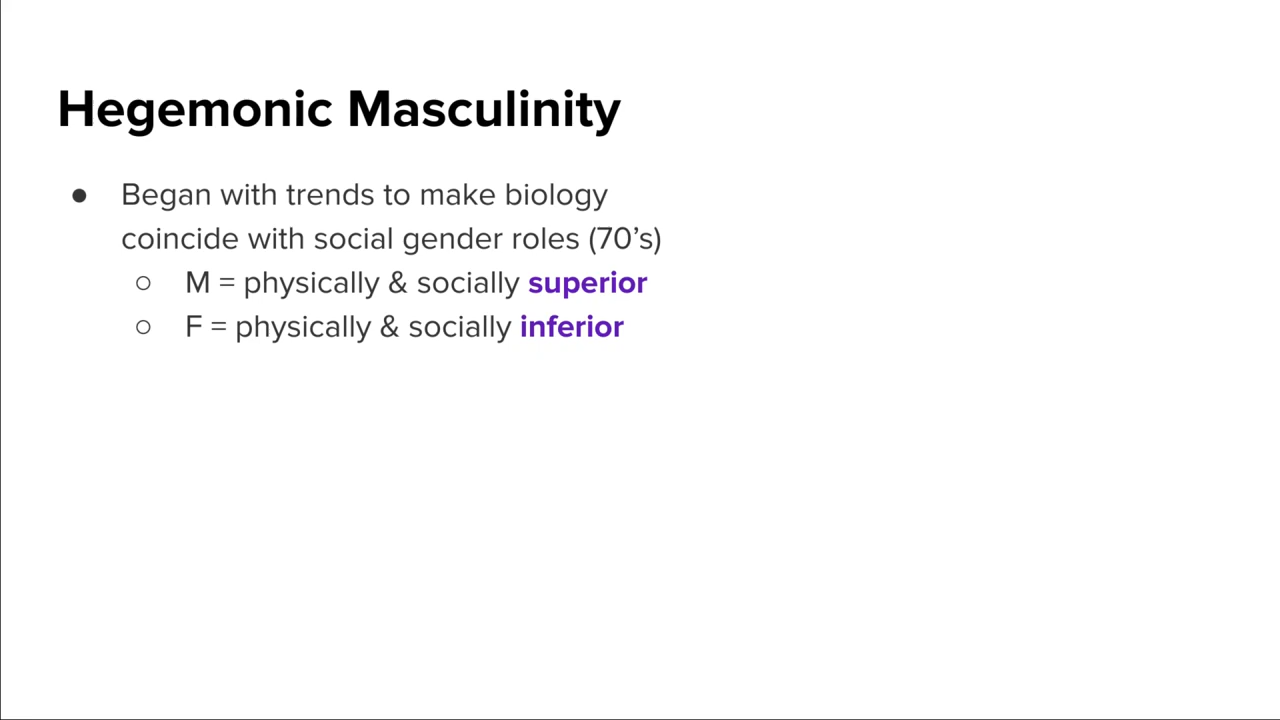 Hegemonic Masculinity
● Began with trends to make biology
coincide with social gender roles (70’s)
○ M = physically & socially superior
○ F = physically & socially inferior